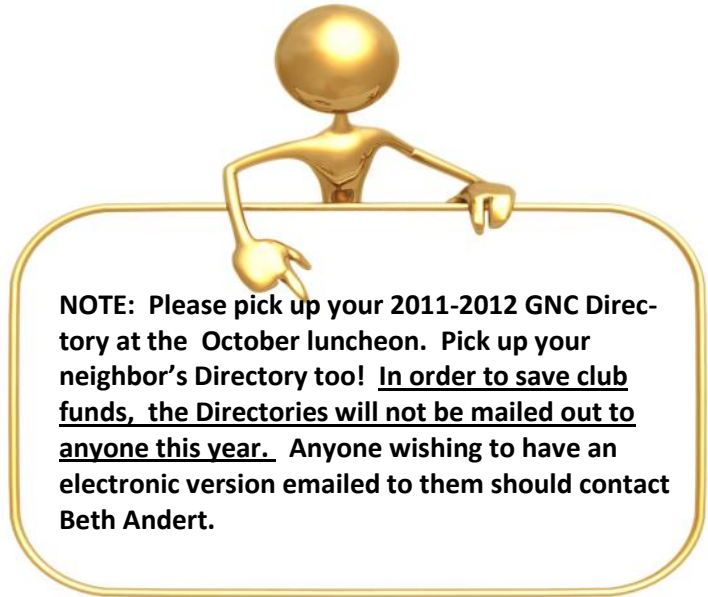 NOTE:  Please pick up your 2011-2012 GNC Direc-
tory at the  October luncheon.  Pick up your
neighbor’s Directory too!  In order to save club
funds,  the Directories will not be mailed out to
anyone this year.   Anyone wishing to have an
electronic version emailed to them should contact
Beth Andert.